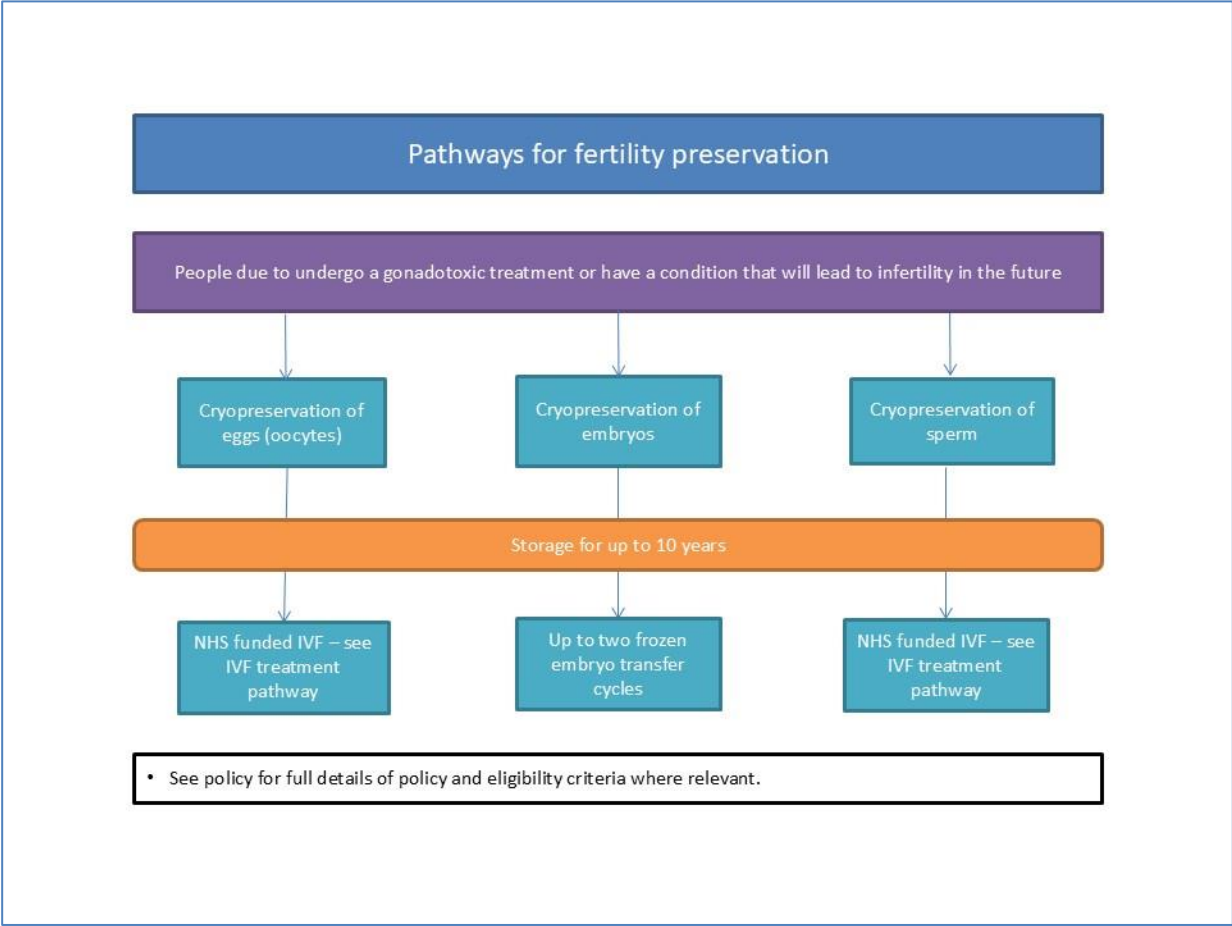 Pathways for fertility preservation
People due to undergo a gonadotoxic treatment or have a condition that will lead to infertility in the future
Cryopreservation of
eggs (oocytes)
Cryopreservation of
embryos
Cryopreservation of
sperm
Storage for up to 10 years
NHS funded IVF – see
IVF treatment
pathway
Up to two frozen
embryo transfer
cycles
NHS funded IVF – see
IVF treatment
pathway
• See policy for full details of policy and eligibility criteria where relevant.